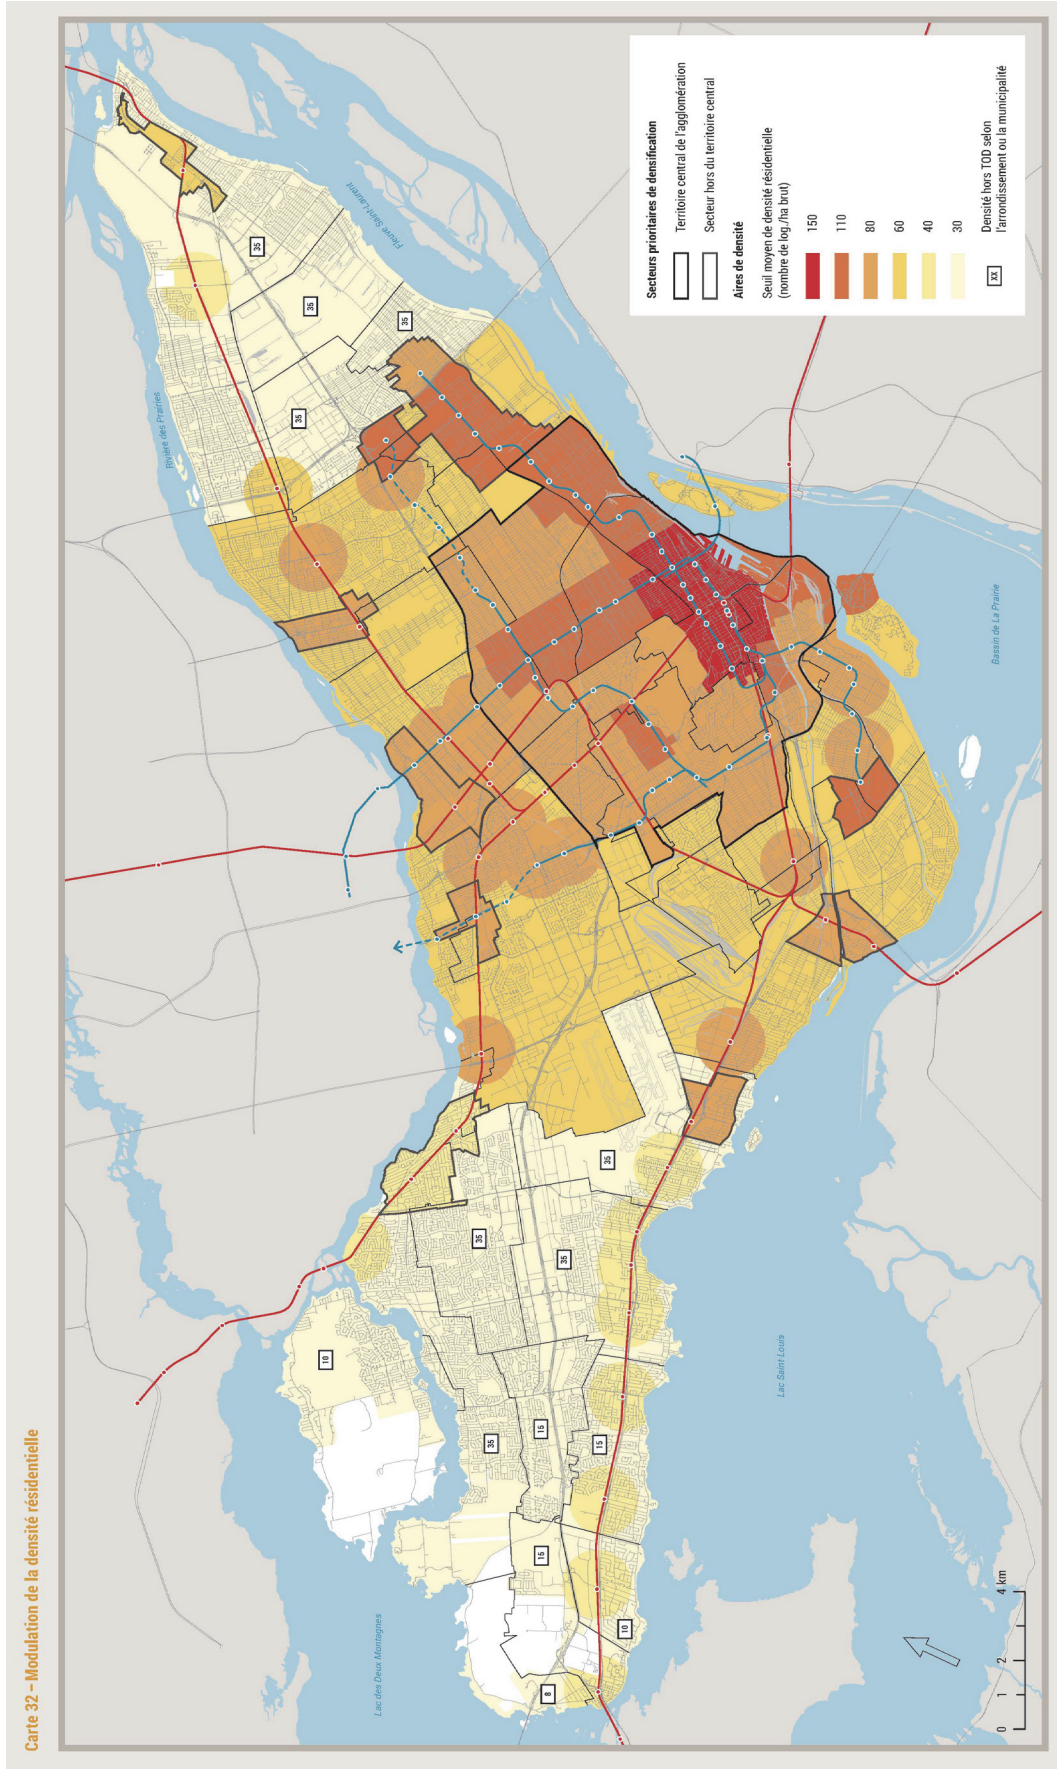 Carte 32 – Modulation de la densité résidentielle
Lac des Deux Montagnes
Rivière des Prairies
Fleuve Saint-Laurent
Lac Saint Louis
Bassin de La Prairie
8
10
15
15
15
35
10
35
35
35
35
35
35
35
0 1 2 4 km
Secteurs prioritaires de densification
Territoire central de l'agglomération
Secteur hors du territoire central
Aires de densité
Seuil moyen de densité résidentielle
(nombre de log./ha brut)
150
110
80
60
40
30
XX
Densité hors TOD selon
l'arrondissement ou la municipalité